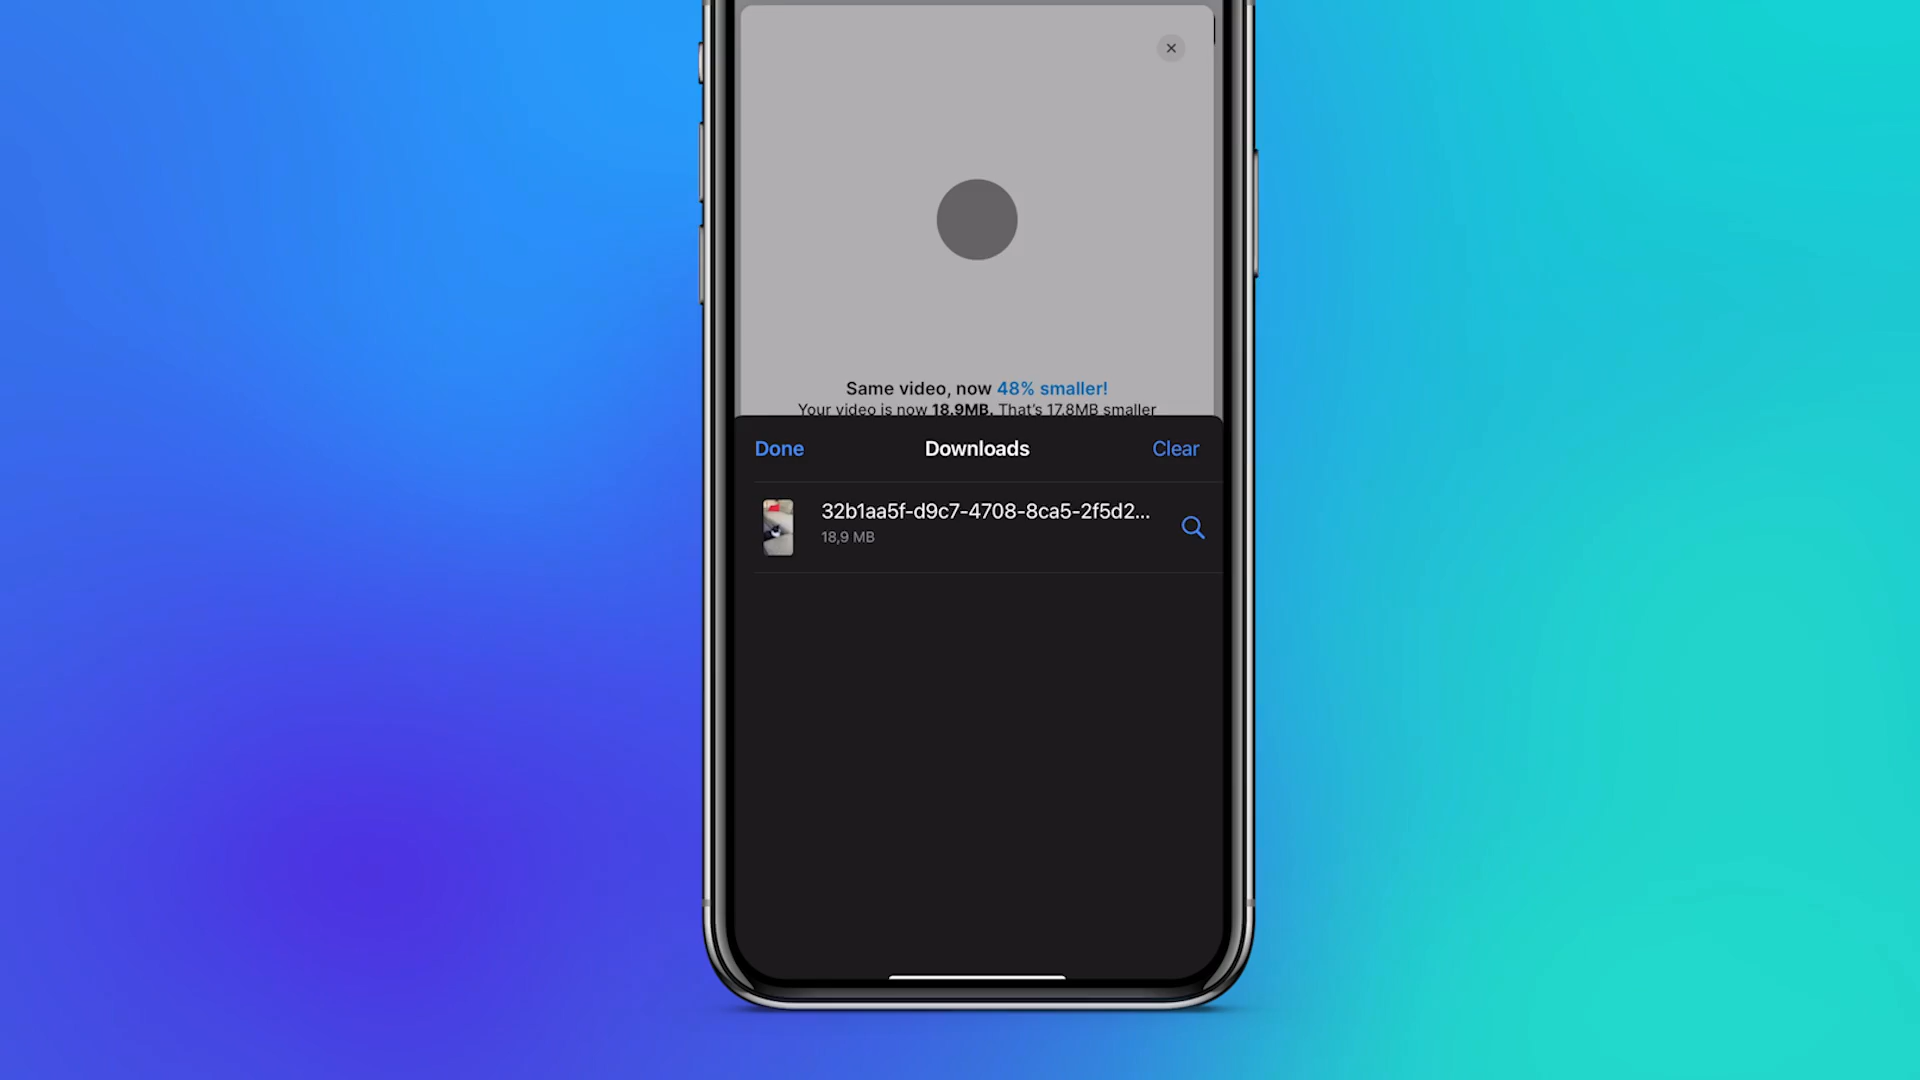 Same video, now 48% smaller!
Your video is now 18.9MB. That's 17.8MB smaller
Done
Downloads
Clear
32b1aa5f-d9c7-4708-8ca5-2f5d2...
18,9 MB